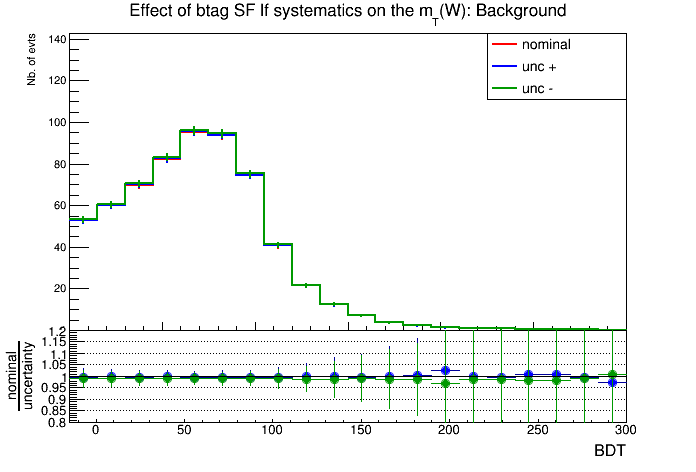 Effect of btag SF lf systematics on the m_T(W): Background
Nb. of evts
140
120
100
80
60
40
20
nominal
unc +
unc -
nominal
uncertainty
1.2
1.15
1.1
1.05
1
0.95
0.9
0.85
0.8
0 50 100 150 200 250 300
BDT